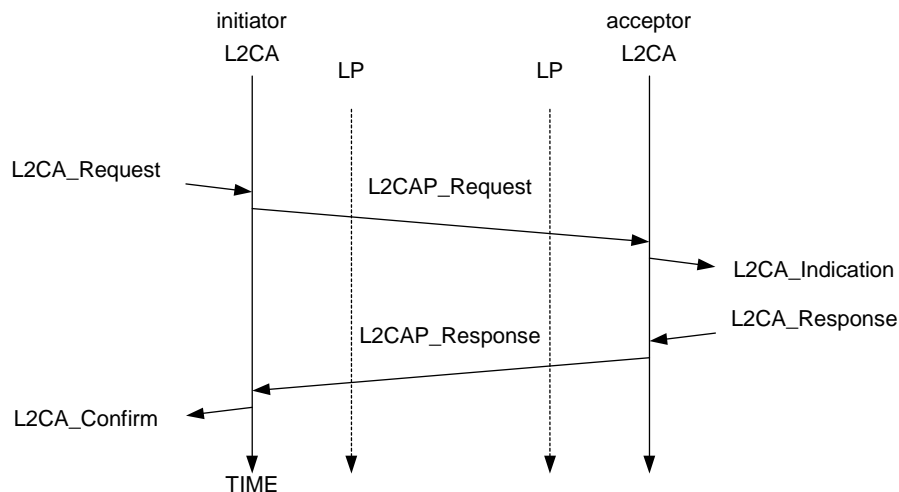 initiator
acceptor
L2CA
LP
LP
L2CA
L2CA_Request
L2CAP_Request
L2CA_Indication
L2CA_Response
L2CAP_Response
L2CA_Confirm
TIME